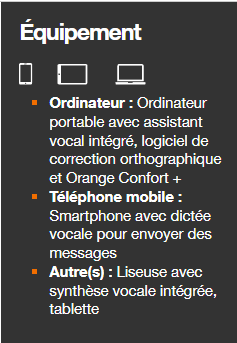 Équipement
Ordinateur : Ordinateur
portable avec assistant
vocal intégré, logiciel de
correction orthographique
et Orange Confort +
Téléphone mobile :
Smartphone avec dictée
vocale pour envoyer des
messages
Autre(s) : Liseuse avec
synthèse vocale intégrée,
tablette